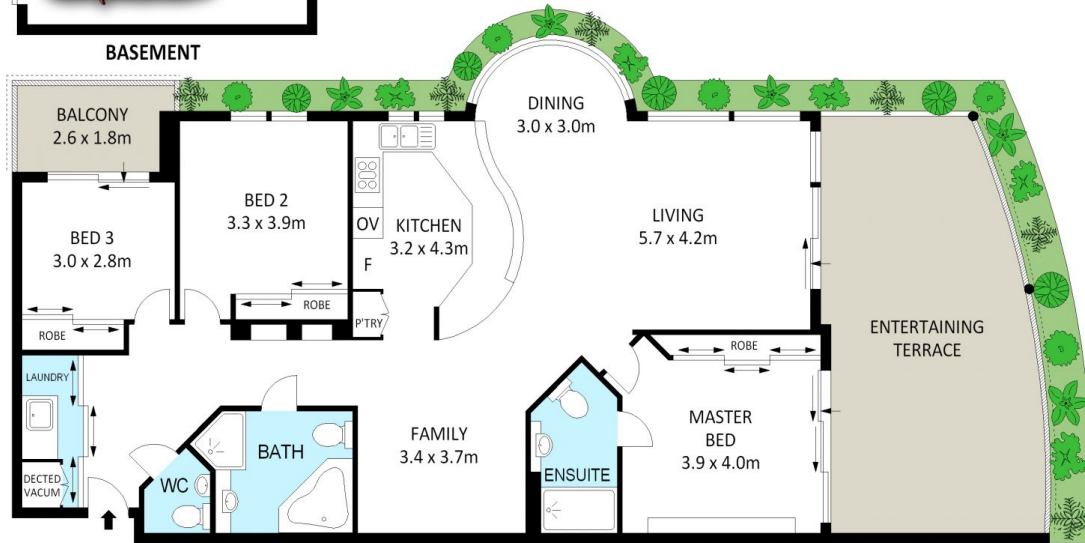 BASEMENT
BALCONY
2.6 x 1.8m
DINING
3.0 x 3.0m
BED 2
3.3 x 3.9m
KITCHEN
3.2 x 4.3m
OV
F
P'TRY
LIVING
5.7 x 4.2m
BED 3
3.0 x 2.8m
ROBE
ROBE
ENTERTAINING
TERRACE
ROBE
LAUNDRY
MASTER
BED
3.9 x 4.0m
FAMILY
3.4 x 3.7m
BATH
ENSUITE
WC
DECTED
VACUM